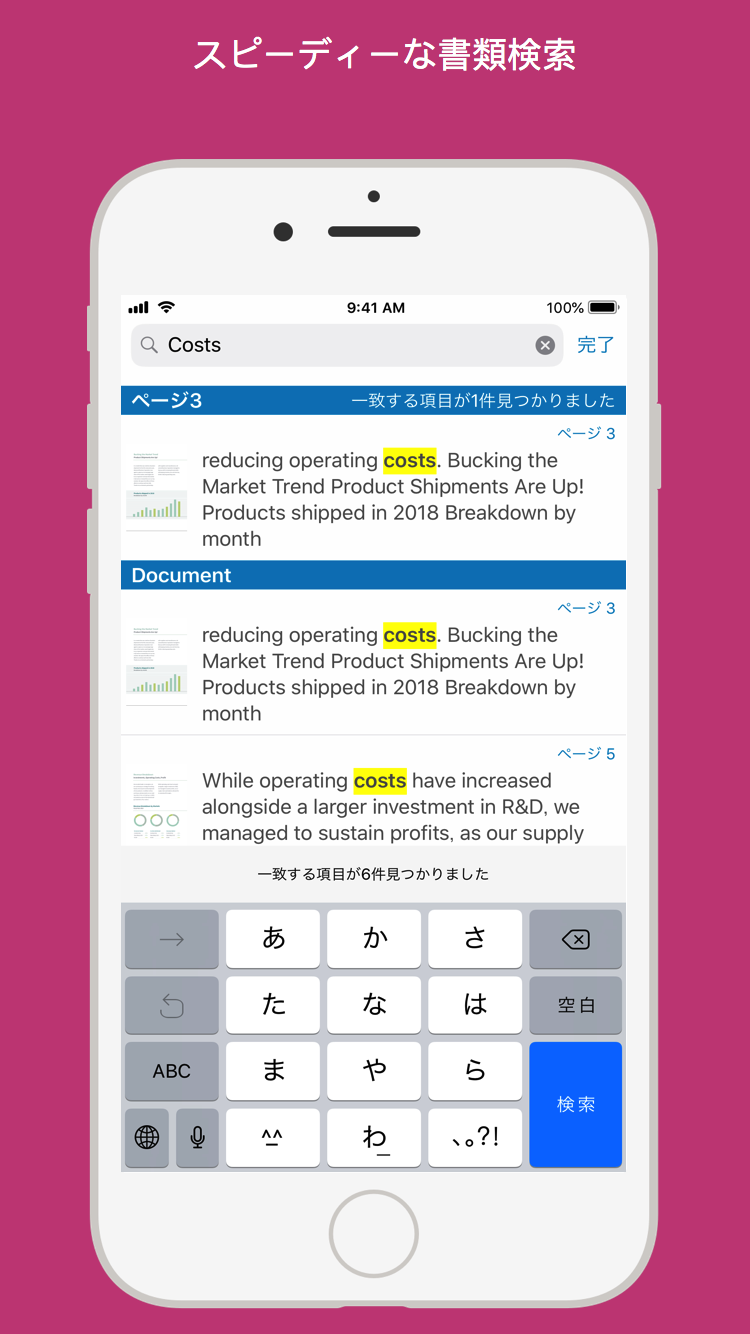 スピーディーな書類検索
9:41 AM
100%
Costs
完了
ページ3
一致する項目が1件見つかりました
ページ 3
reducing operating costs. Bucking the
Market Trend Product Shipments Are Up!
Products shipped in 2018 Breakdown by
month
Document
ページ 3
reducing operating costs. Bucking the
Market Trend Product Shipments Are Up!
Products shipped in 2018 Breakdown by
month
ページ 5
While operating costs have increased
alongside a larger investment in R&D, we
managed to sustain profits, as our supply
一致する項目が6件見つかりました
→ あ か さ
た な は 空白
ABC ま や ら
検索
^_^ わ_ 、。?!